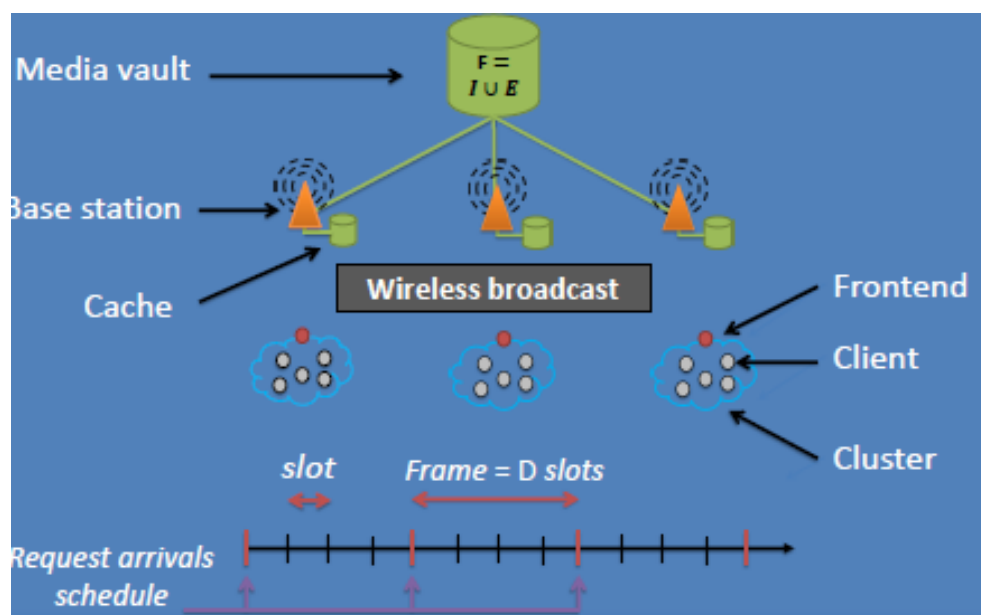 Media vault
F =
I ∪ E
Base station
Cache
Wireless broadcast
Frontend
Client
Cluster
slot
Frame = D slots
Request arrivals
schedule